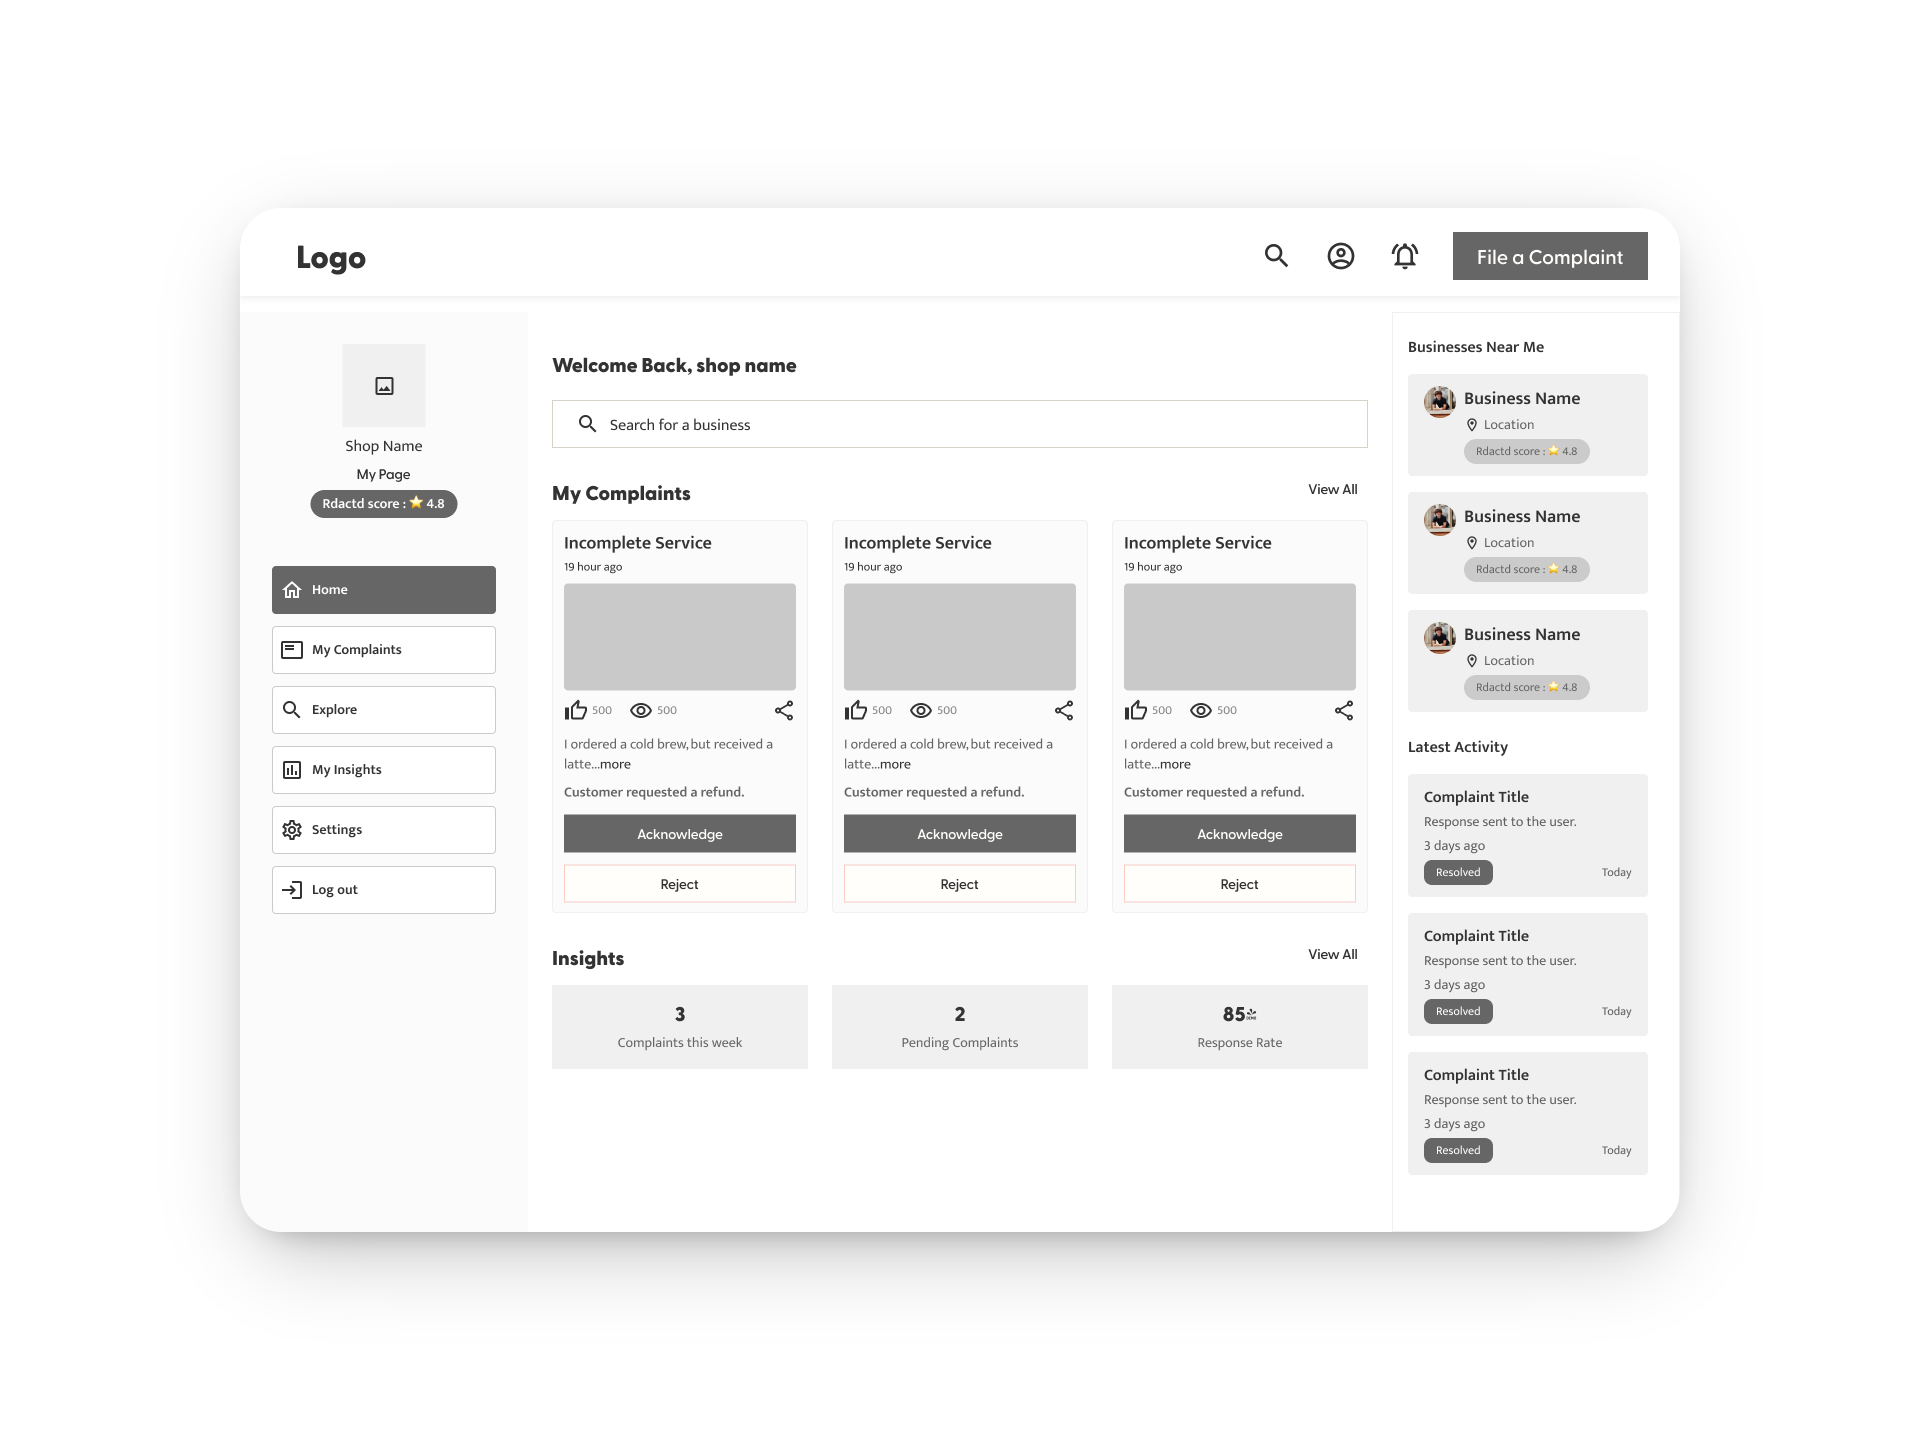 Logo
File a Complaint
Shop Name
My Page
Rdactd score : ⭐ 4.8
Home
My Complaints
Explore
My Insights
Settings
Log out
Welcome Back, shop name
Search for a business
My Complaints
View All
Incomplete Service
19 hour ago
500 500
I ordered a cold brew, but received a
latte...more
Customer requested a refund.
Acknowledge
Reject
Incomplete Service
19 hour ago
500 500
I ordered a cold brew, but received a
latte...more
Customer requested a refund.
Acknowledge
Reject
Incomplete Service
19 hour ago
500 500
I ordered a cold brew, but received a
latte...more
Customer requested a refund.
Acknowledge
Reject
Insights
View All
3
Complaints this week
2
Pending Complaints
85
Response Rate
Businesses Near Me
Business Name
Location
Rdactd score : ⭐ 4.8
Business Name
Location
Rdactd score : ⭐ 4.8
Business Name
Location
Rdactd score : ⭐ 4.8
Latest Activity
Complaint Title
Response sent to the user.
3 days ago
Resolved Today
Complaint Title
Response sent to the user.
3 days ago
Resolved Today
Complaint Title
Response sent to the user.
3 days ago
Resolved Today